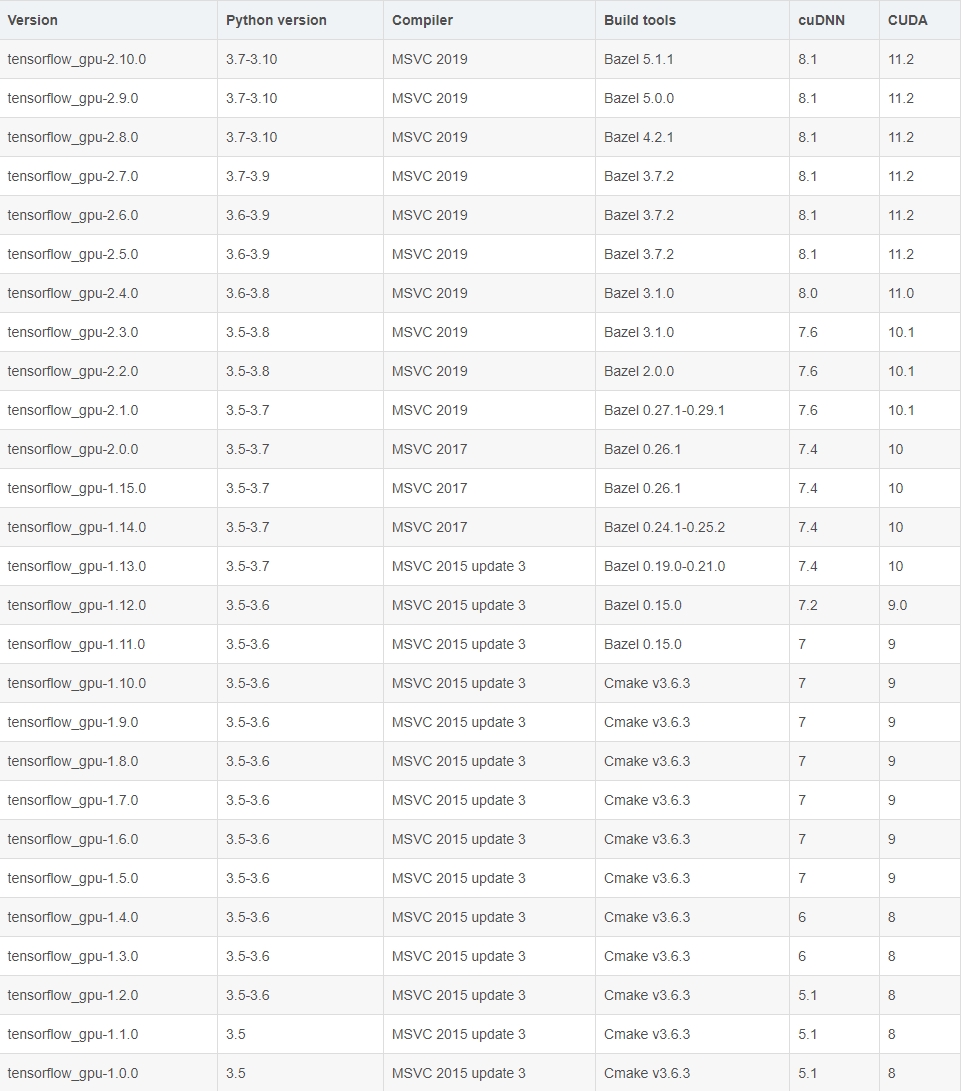 Version Python version Compiler Build tools cuDNN CUDA
tensorflow_gpu-2.10.0 3.7-3.10 MSVC 2019 Bazel 5.1.1 8.1 11.2
tensorflow_gpu-2.9.0 3.7-3.10 MSVC 2019 Bazel 5.0.0 8.1 11.2
tensorflow_gpu-2.8.0 3.7-3.10 MSVC 2019 Bazel 4.2.1 8.1 11.2
tensorflow_gpu-2.7.0 3.7-3.9 MSVC 2019 Bazel 3.7.2 8.1 11.2
tensorflow_gpu-2.6.0 3.6-3.9 MSVC 2019 Bazel 3.7.2 8.1 11.2
tensorflow_gpu-2.5.0 3.6-3.9 MSVC 2019 Bazel 3.7.2 8.1 11.2
tensorflow_gpu-2.4.0 3.6-3.8 MSVC 2019 Bazel 3.1.0 8.0 11.0
tensorflow_gpu-2.3.0 3.5-3.8 MSVC 2019 Bazel 3.1.0 7.6 10.1
tensorflow_gpu-2.2.0 3.5-3.8 MSVC 2019 Bazel 2.0.0 7.6 10.1
tensorflow_gpu-2.1.0 3.5-3.7 MSVC 2019 Bazel 0.27.1-0.29.1 7.6 10.1
tensorflow_gpu-2.0.0 3.5-3.7 MSVC 2017 Bazel 0.26.1 7.4 10
tensorflow_gpu-1.15.0 3.5-3.7 MSVC 2017 Bazel 0.26.1 7.4 10
tensorflow_gpu-1.14.0 3.5-3.7 MSVC 2017 Bazel 0.24.1-0.25.2 7.4 10
tensorflow_gpu-1.13.0 3.5-3.7 MSVC 2015 update 3 Bazel 0.19.0-0.21.0 7.4 10
tensorflow_gpu-1.12.0 3.5-3.6 MSVC 2015 update 3 Bazel 0.15.0 7.2 9.0
tensorflow_gpu-1.11.0 3.5-3.6 MSVC 2015 update 3 Bazel 0.15.0 7 9
tensorflow_gpu-1.10.0 3.5-3.6 MSVC 2015 update 3 Cmake v3.6.3 7 9
tensorflow_gpu-1.9.0 3.5-3.6 MSVC 2015 update 3 Cmake v3.6.3 7 9
tensorflow_gpu-1.8.0 3.5-3.6 MSVC 2015 update 3 Cmake v3.6.3 7 9
tensorflow_gpu-1.7.0 3.5-3.6 MSVC 2015 update 3 Cmake v3.6.3 7 9
tensorflow_gpu-1.6.0 3.5-3.6 MSVC 2015 update 3 Cmake v3.6.3 7 9
tensorflow_gpu-1.5.0 3.5-3.6 MSVC 2015 update 3 Cmake v3.6.3 7 9
tensorflow_gpu-1.4.0 3.5-3.6 MSVC 2015 update 3 Cmake v3.6.3 6 8
tensorflow_gpu-1.3.0 3.5-3.6 MSVC 2015 update 3 Cmake v3.6.3 6 8
tensorflow_gpu-1.2.0 3.5-3.6 MSVC 2015 update 3 Cmake v3.6.3 5.1 8
tensorflow_gpu-1.1.0 3.5 MSVC 2015 update 3 Cmake v3.6.3 5.1 8
tensorflow_gpu-1.0.0 3.5 MSVC 2015 update 3 Cmake v3.6.3 5.1 8